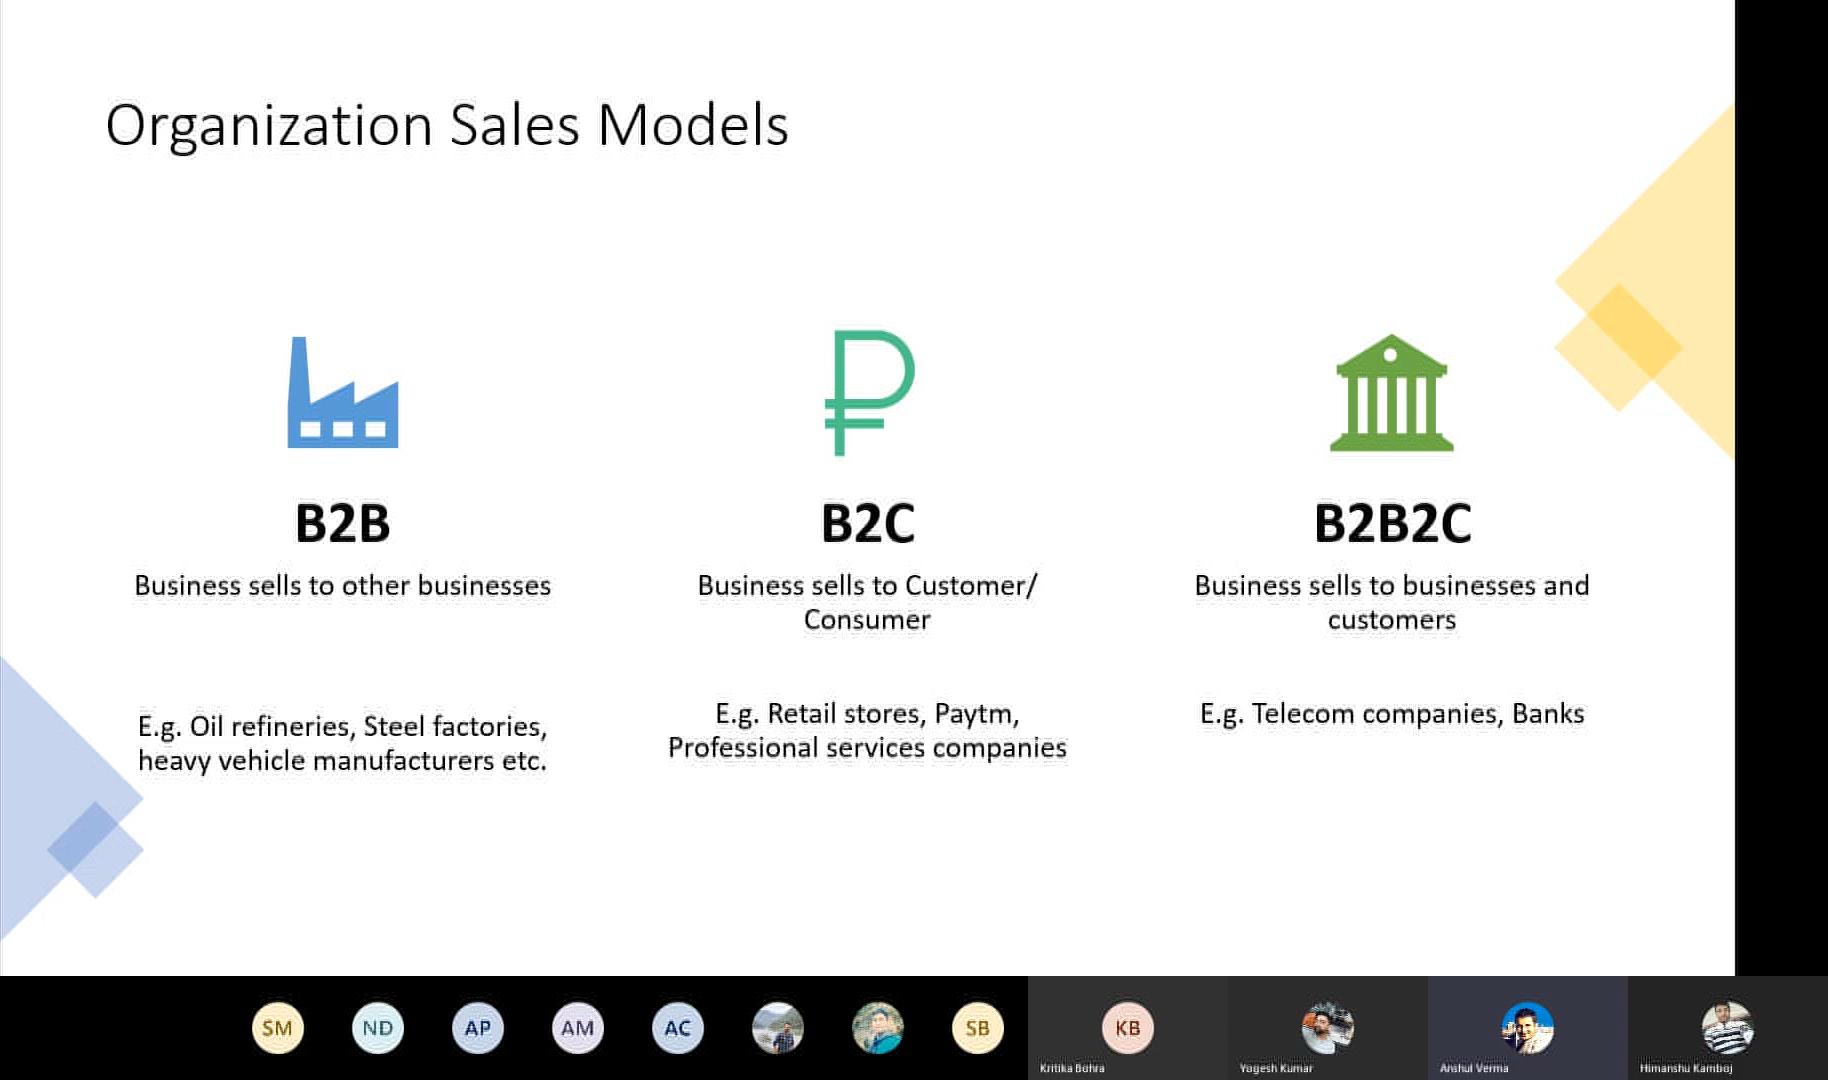 Organization Sales Models
B2B
Business sells to other businesses
E.g. Oil refineries, Steel factories,
heavy vehicle manufacturers etc.
B2C
Business sells to Customer/
Consumer
E.g. Retail stores, Paytm,
Professional services companies
B2B2C
Business sells to businesses and
customers
E.g. Telecom companies, Banks
SM
ND
AP
AM
AC
SB
KB
Kritika Bohra
Yogesh Kumar
Anshul Verma
Himanshu Kamboj